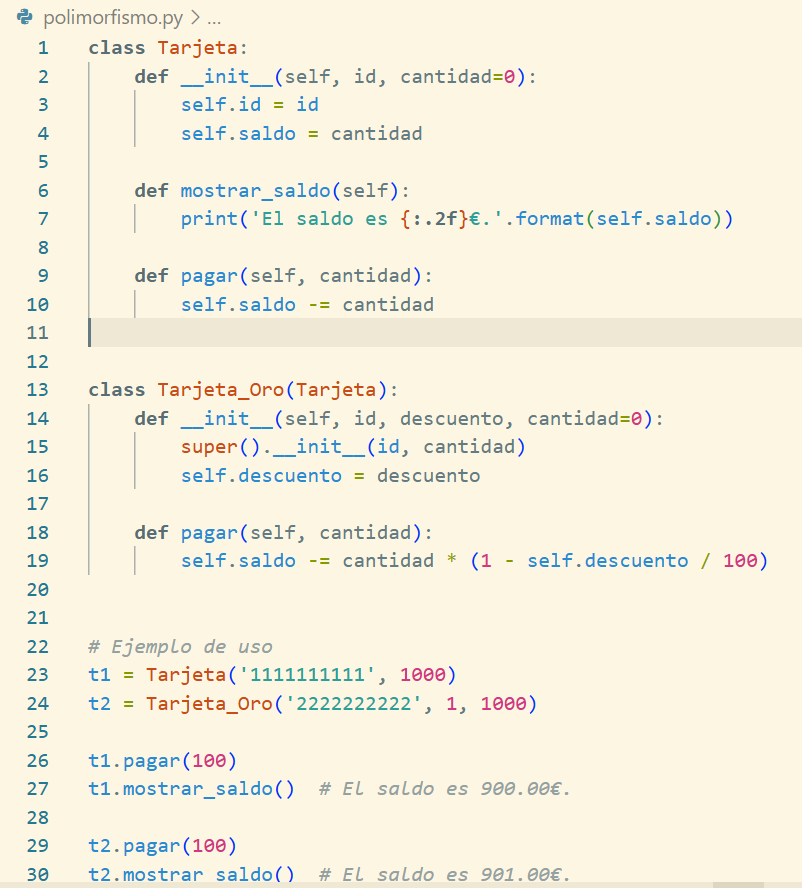 polimorfismo.py > ...
1 class Tarjeta:
2     def __init__(self, id, cantidad=0):
3         self.id = id
4         self.saldo = cantidad
5
6     def mostrar_saldo(self):
7         print('El saldo es {:.2f}€.'.format(self.saldo))
8
9     def pagar(self, cantidad):
10         self.saldo -= cantidad
11
12
13 class Tarjeta_Oro(Tarjeta):
14     def __init__(self, id, descuento, cantidad=0):
15         super().__init__(id, cantidad)
16         self.descuento = descuento
17
18     def pagar(self, cantidad):
19         self.saldo -= cantidad * (1 - self.descuento / 100)
20
21
22 # Ejemplo de uso
23 t1 = Tarjeta('1111111111', 1000)
24 t2 = Tarjeta_Oro('2222222222', 1, 1000)
25
26 t1.pagar(100)
27 t1.mostrar_saldo()  # El saldo es 900.00€.
28
29 t2.pagar(100)
30 t2.mostrar_saldo()  # El saldo es 901.00€.